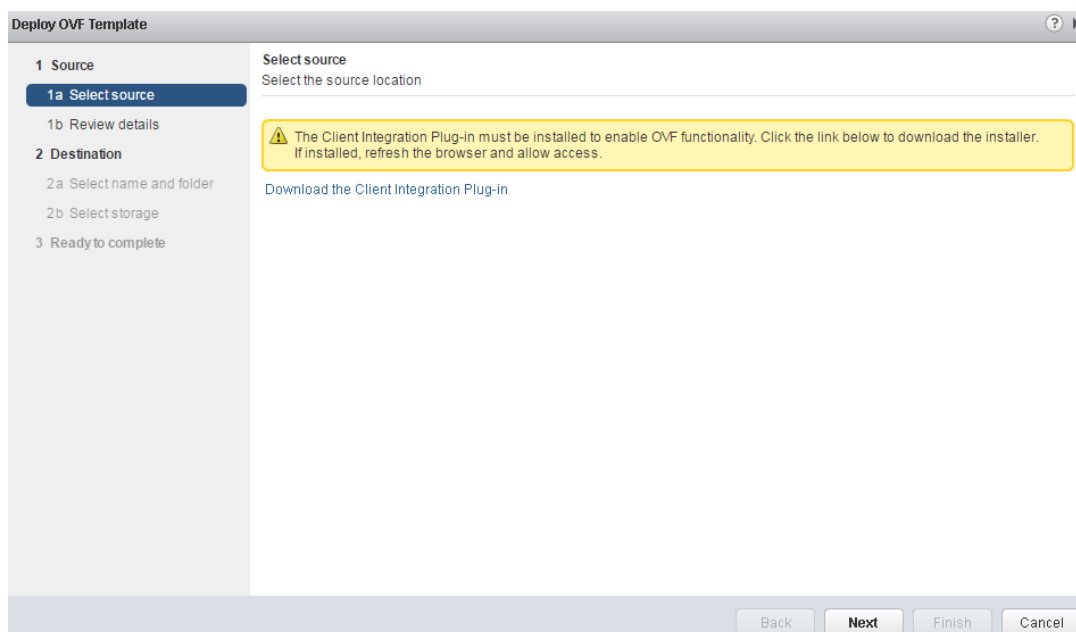 Deploy OVF Template
?
1 Source
1a Select source
1b Review details
2 Destination
2a Select name and folder
2b Select storage
3 Ready to complete
Select source
Select the source location
The Client Integration Plug-in must be installed to enable OVF functionality. Click the link below to download the installer.
If installed, refresh the browser and allow access.
Download the Client Integration Plug-in
Back
Next
Finish
Cancel